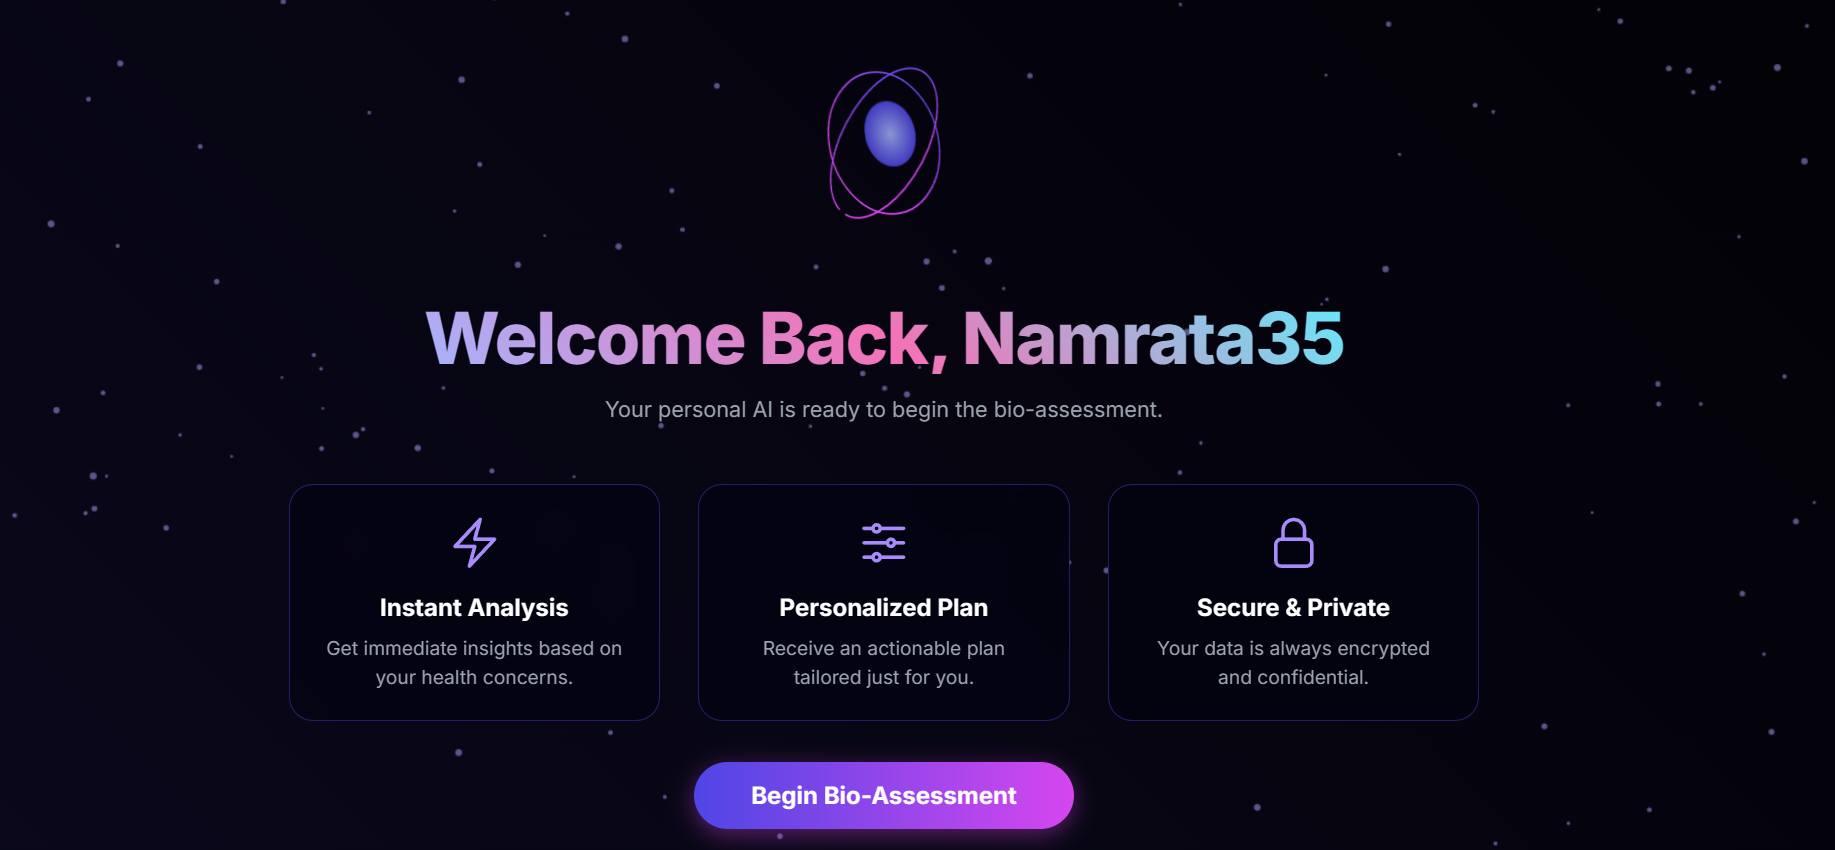 Welcome Back, Namrata35
Your personal AI is ready to begin the bio-assessment.
Instant Analysis
Get immediate insights based on
your health concerns.
Personalized Plan
Receive an actionable plan
tailored just for you.
Secure & Private
Your data is always encrypted
and confidential.
Begin Bio-Assessment